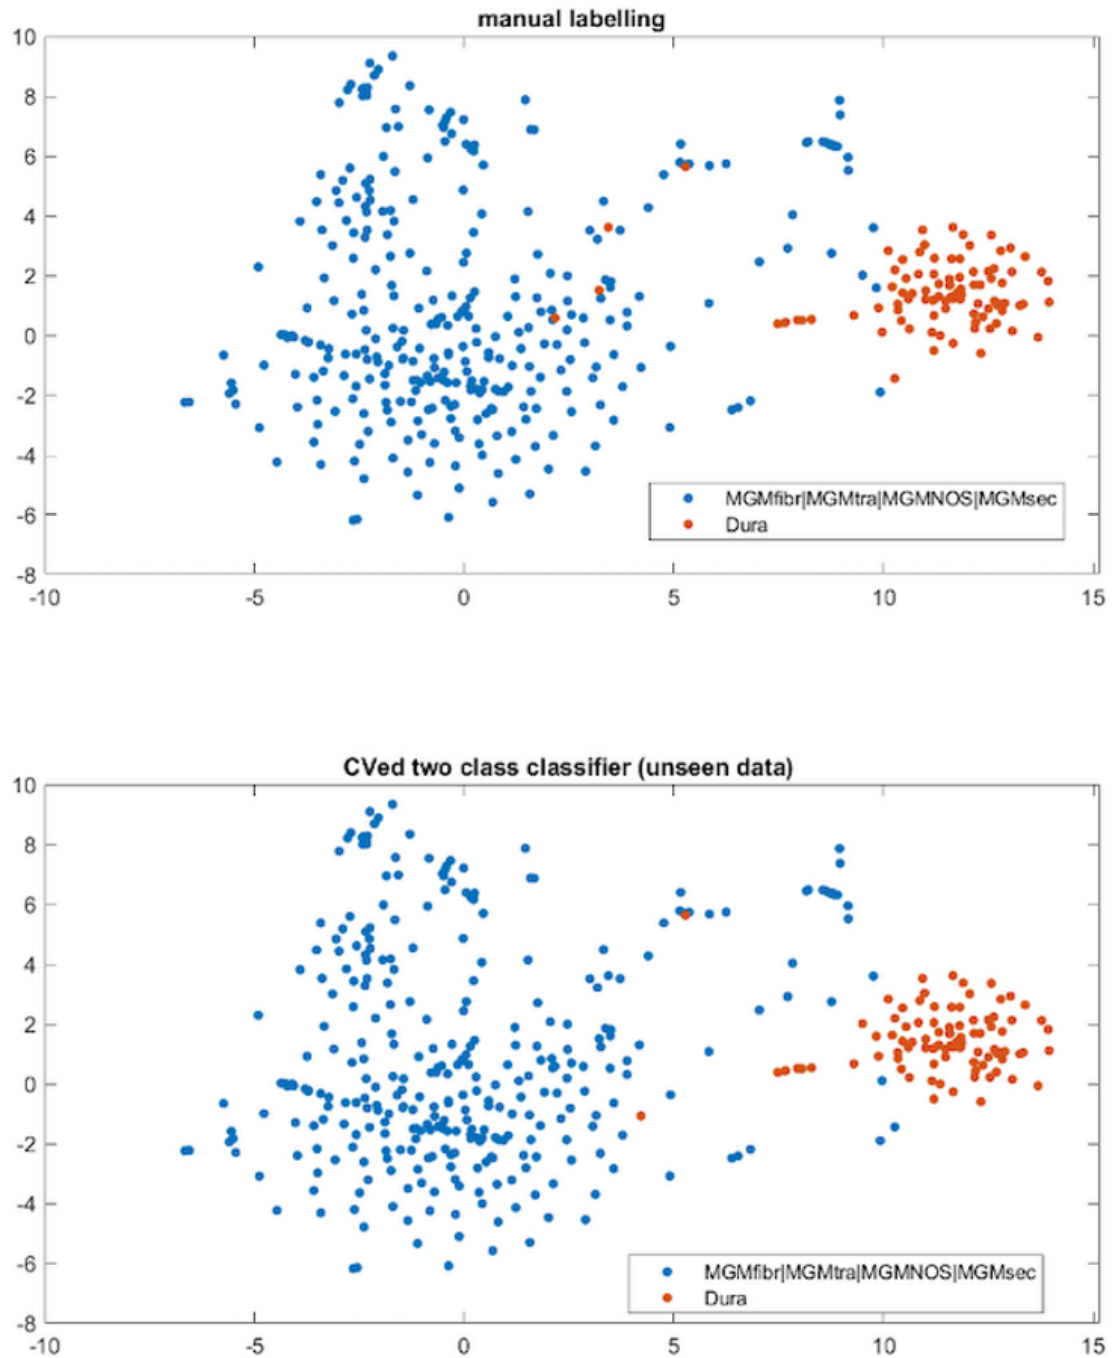 manual labelling
10
8
6
4
2
0
-2
-4
-6
-8
-10 -5 0 5 10 15
MGMfibr|MGMtra|MGMNOS|MGMsec
Dura
CVed two class classifier (unseen data)
10
8
6
4
2
0
-2
-4
-6
-8
-10 -5 0 5 10 15
MGMfibr|MGMtra|MGMNOS|MGMsec
Dura